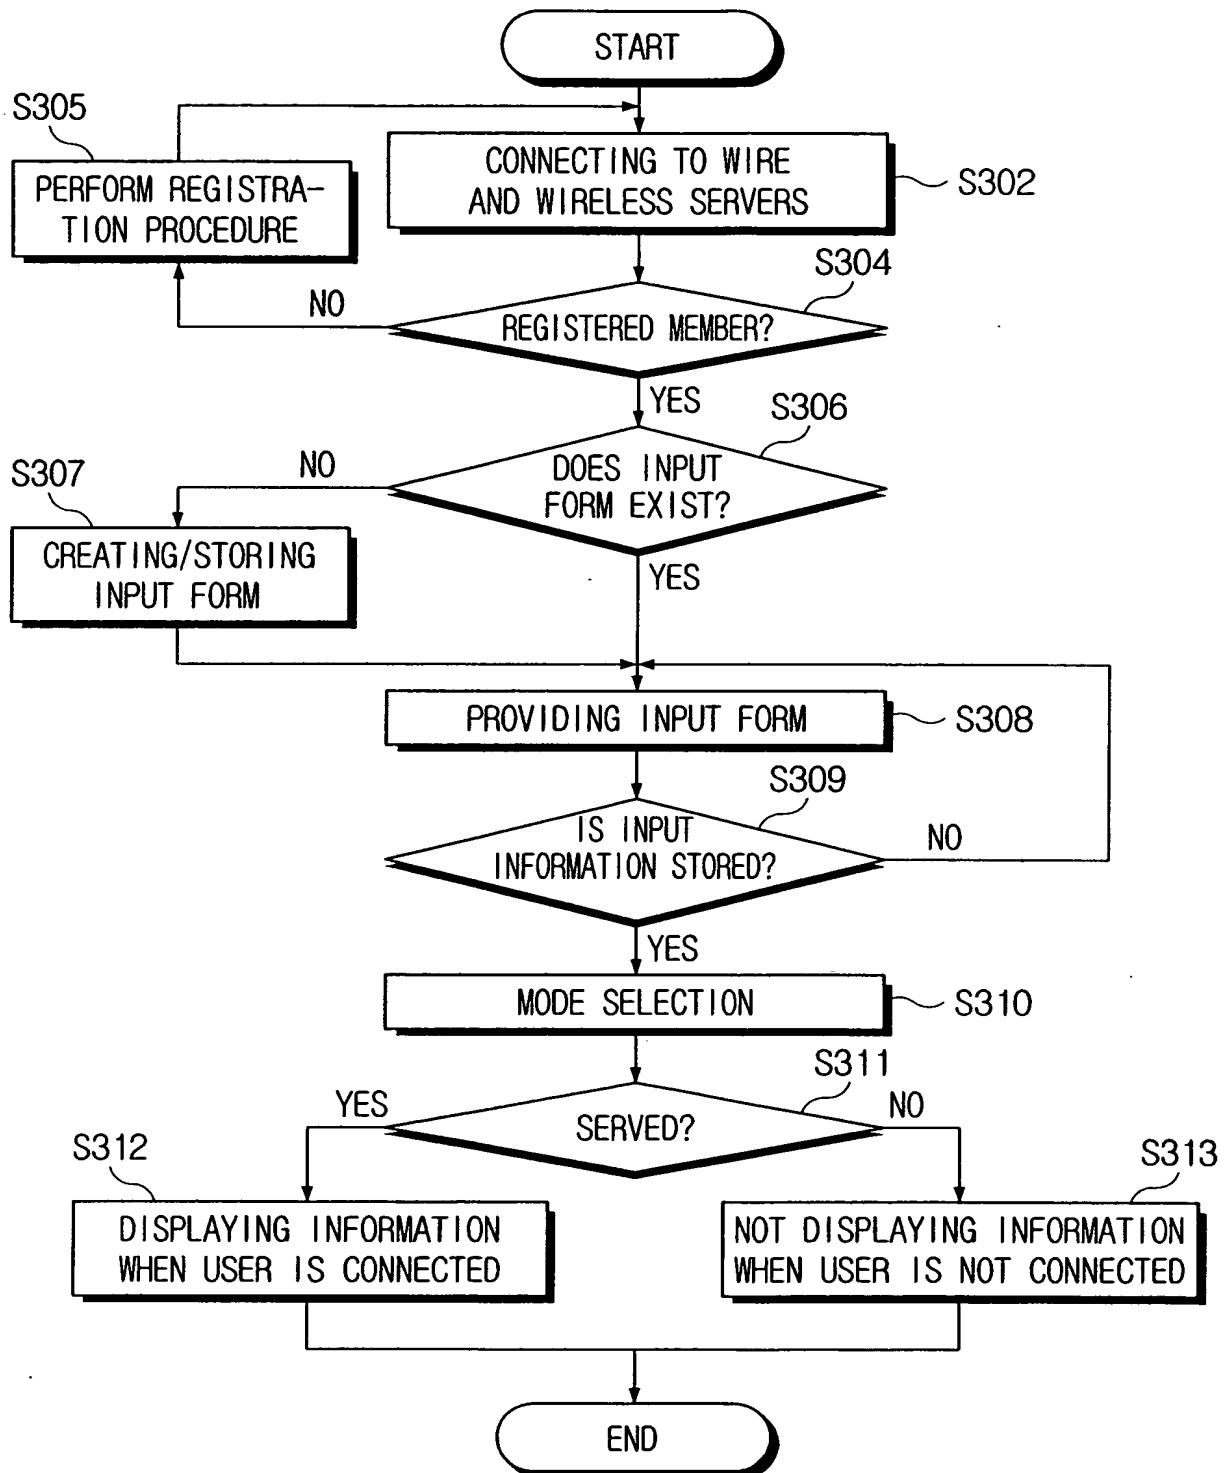 START
S305
PERFORM REGISTRA-
TION PROCEDURE
CONNECTING TO WIRE
AND WIRELESS SERVERS
S302
S304
NO
REGISTERED MEMBER?
YES
S306
S307
NO
DOES INPUT
FORM EXIST?
CREATING/STORING
INPUT FORM
YES
PROVIDING INPUT FORM
S308
S309
IS INPUT
INFORMATION STORED?
NO
YES
MODE SELECTION
S310
S311
YES
SERVED?
NO
S312
S313
DISPLAYING INFORMATION
WHEN USER IS CONNECTED
NOT DISPLAYING INFORMATION
WHEN USER IS NOT CONNECTED
END